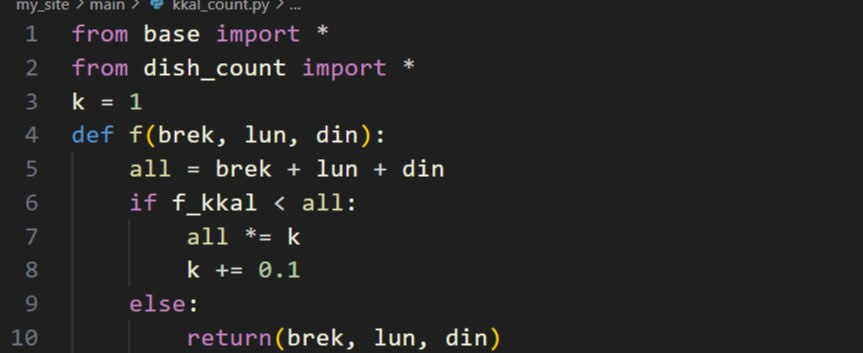 my_site > main > kkal_count.py > ...
1 from base import *
2 from dish_count import *
3 k = 1
4 def f(brek, lun, din):
5     all = brek + lun + din
6     if f_kkal < all:
7         all *= k
8         k += 0.1
9     else:
10         return(brek, lun, din)